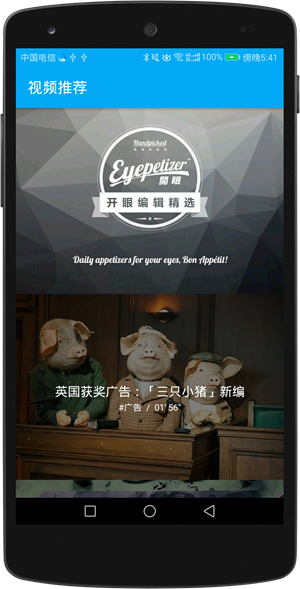 中国电信
100%
傍晚5:41
视频推荐
Handpicked
Eyepetizer™
開眼
开眼编辑精选
Daily appetizers for your eyes, Bon Appétit!
英国获奖广告：「三只小猪」新编
#广告 / 01'56"